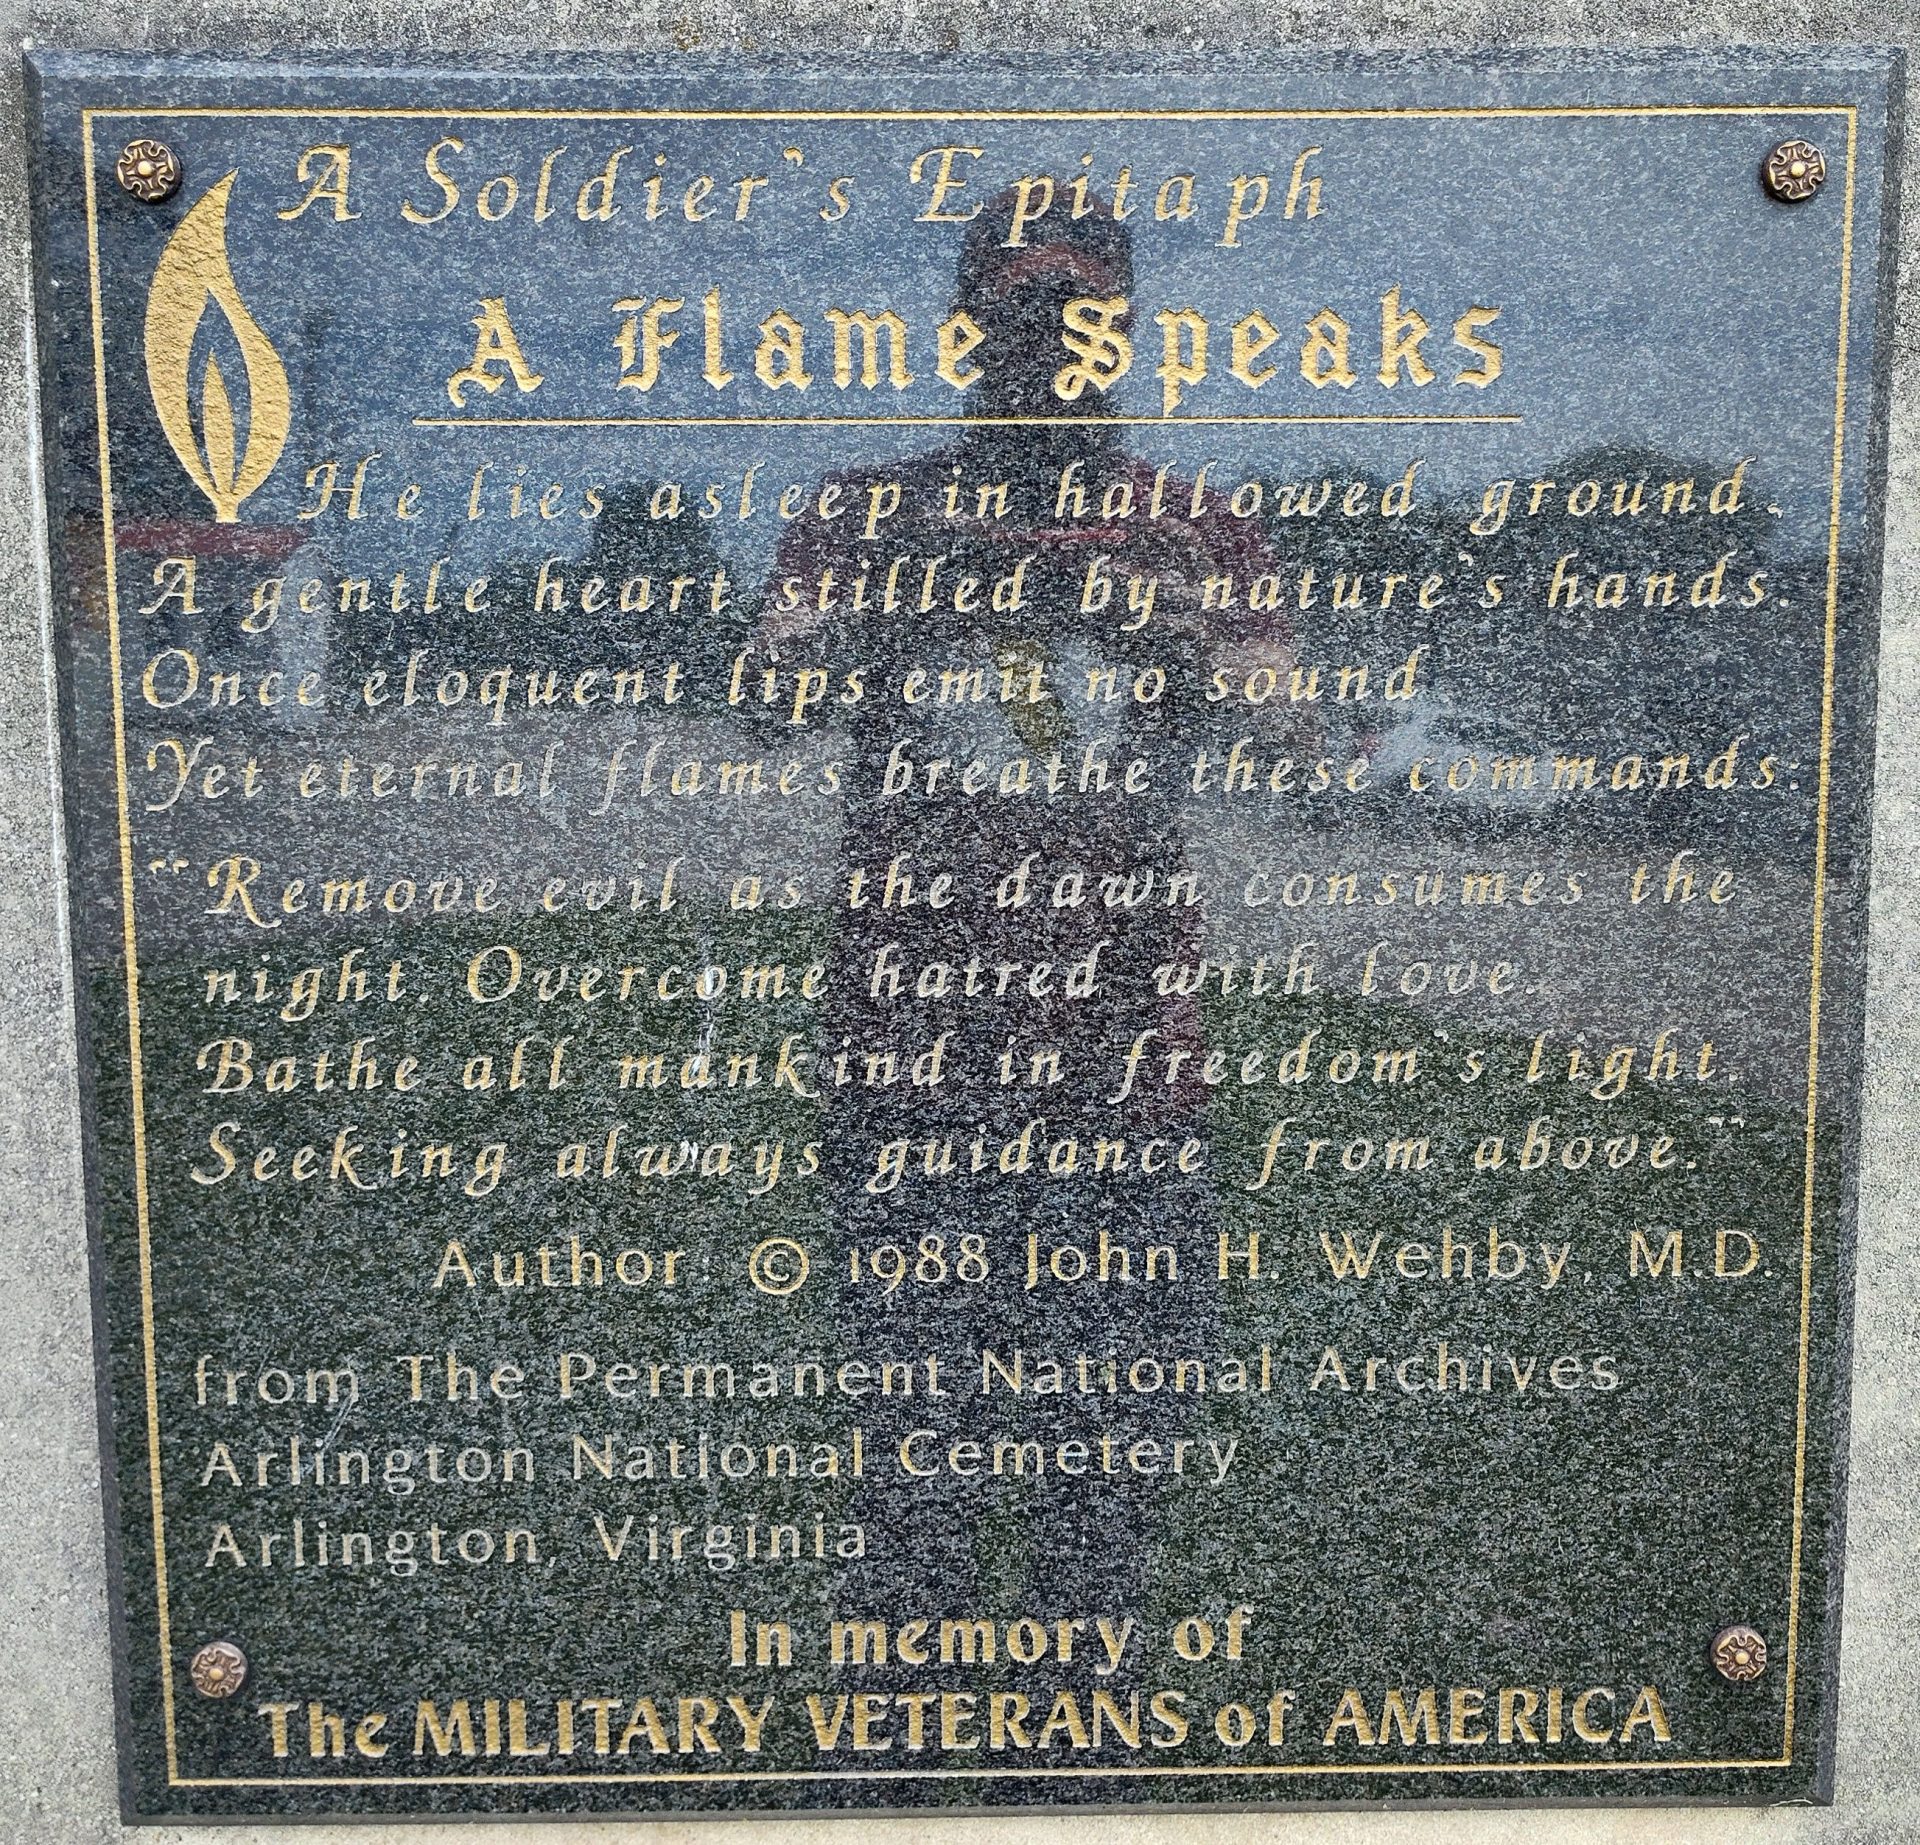 A Soldier's Epitaph
A Flame Speaks
He lies asleep in hallowed ground.
A gentle heart stilled by nature's hands.
Once eloquent lips emit no sound
Yet eternal flames breathe these commands:
"Remove evil as the dawn consumes the
night. Overcome hatred with love.
Bathe all mankind in freedom's light.
Seeking always guidance from above."
Author: © 1988 John H. Wehby, M.D.
from The Permanent National Archives
Arlington National Cemetery
Arlington, Virginia
In memory of
The MILITARY VETERANS of AMERICA